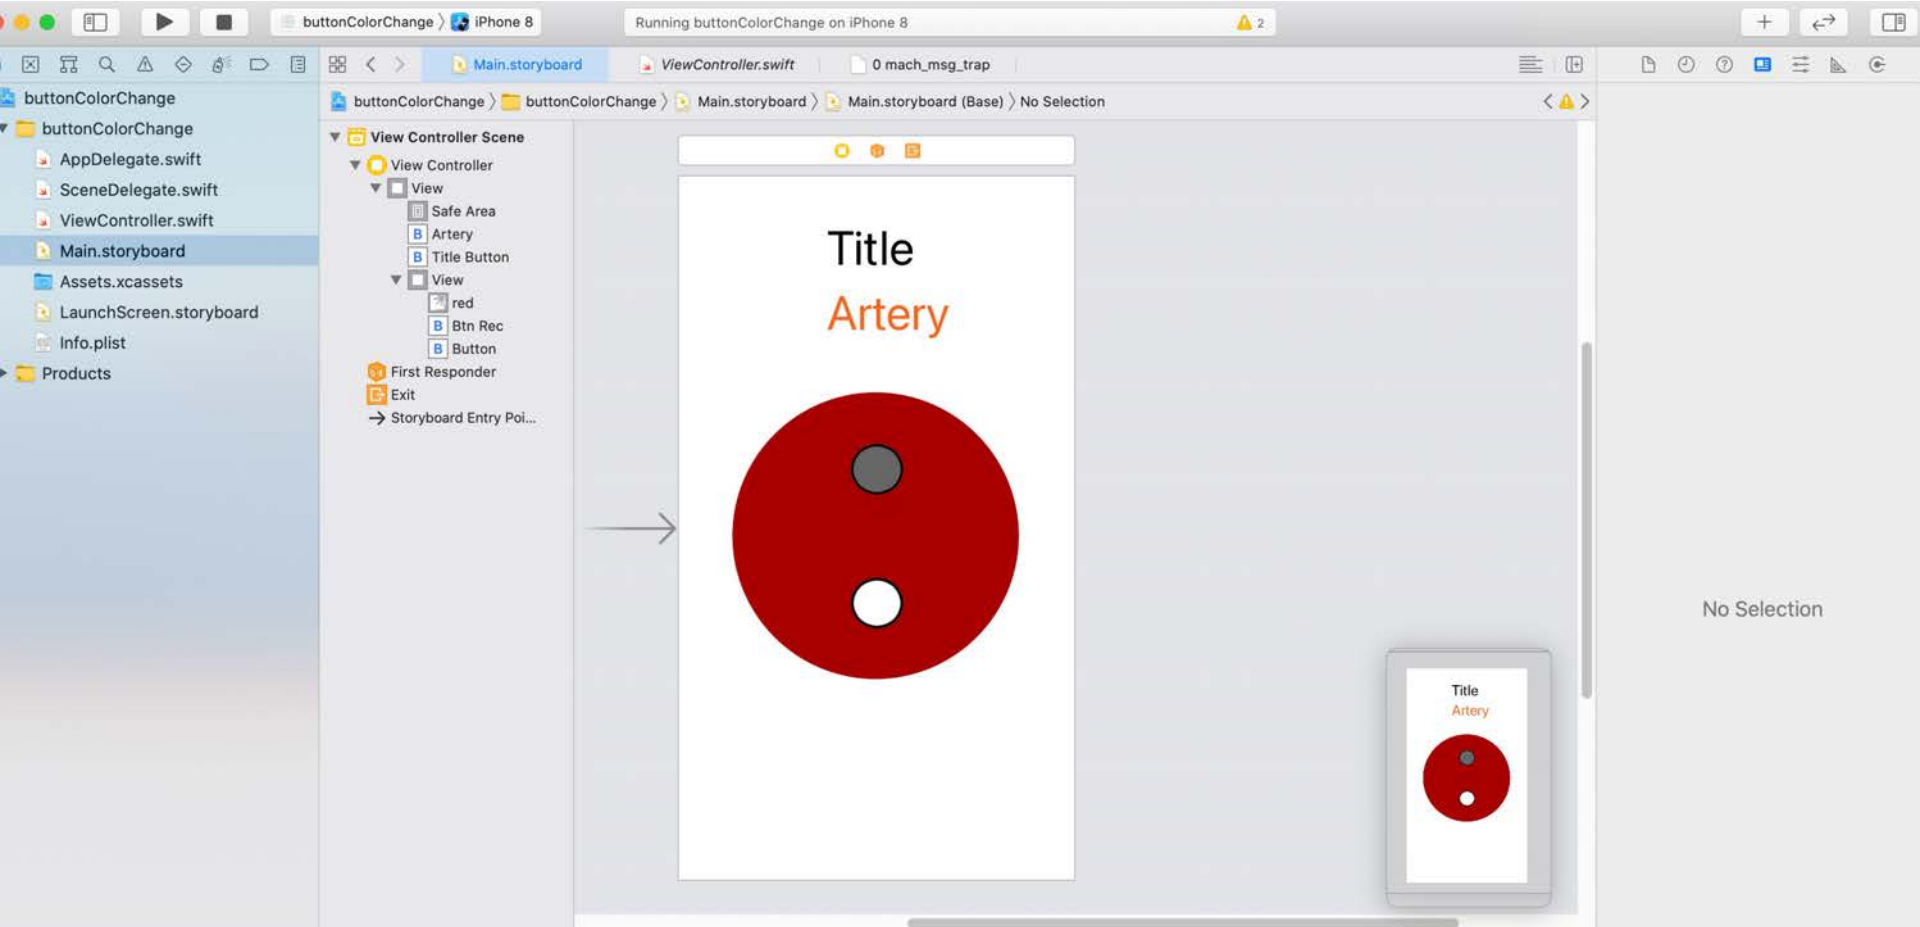 buttonColorChange iPhone 8
Running buttonColorChange on iPhone 8
2
Main.storyboard
ViewController.swift
0 mach_msg_trap
buttonColorChange
buttonColorChange
AppDelegate.swift
SceneDelegate.swift
ViewController.swift
Main.storyboard
Assets.xcassets
LaunchScreen.storyboard
Info.plist
Products
buttonColorChange buttonColorChange Main.storyboard Main.storyboard (Base) No Selection
View Controller Scene
View Controller
View
Safe Area
B Artery
B Title Button
View
red
B Btn Rec
B Button
First Responder
Exit
Storyboard Entry Poi...
Title
Artery
No Selection
Title
Artery